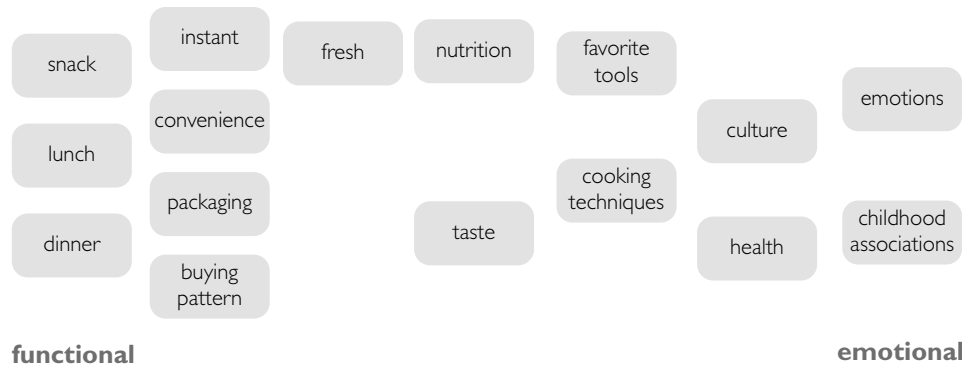 snack
lunch
dinner
instant
convenience
packaging
buying
pattern
fresh
nutrition
taste
favorite
tools
cooking
techniques
culture
health
emotions
childhood
associations
functional
emotional